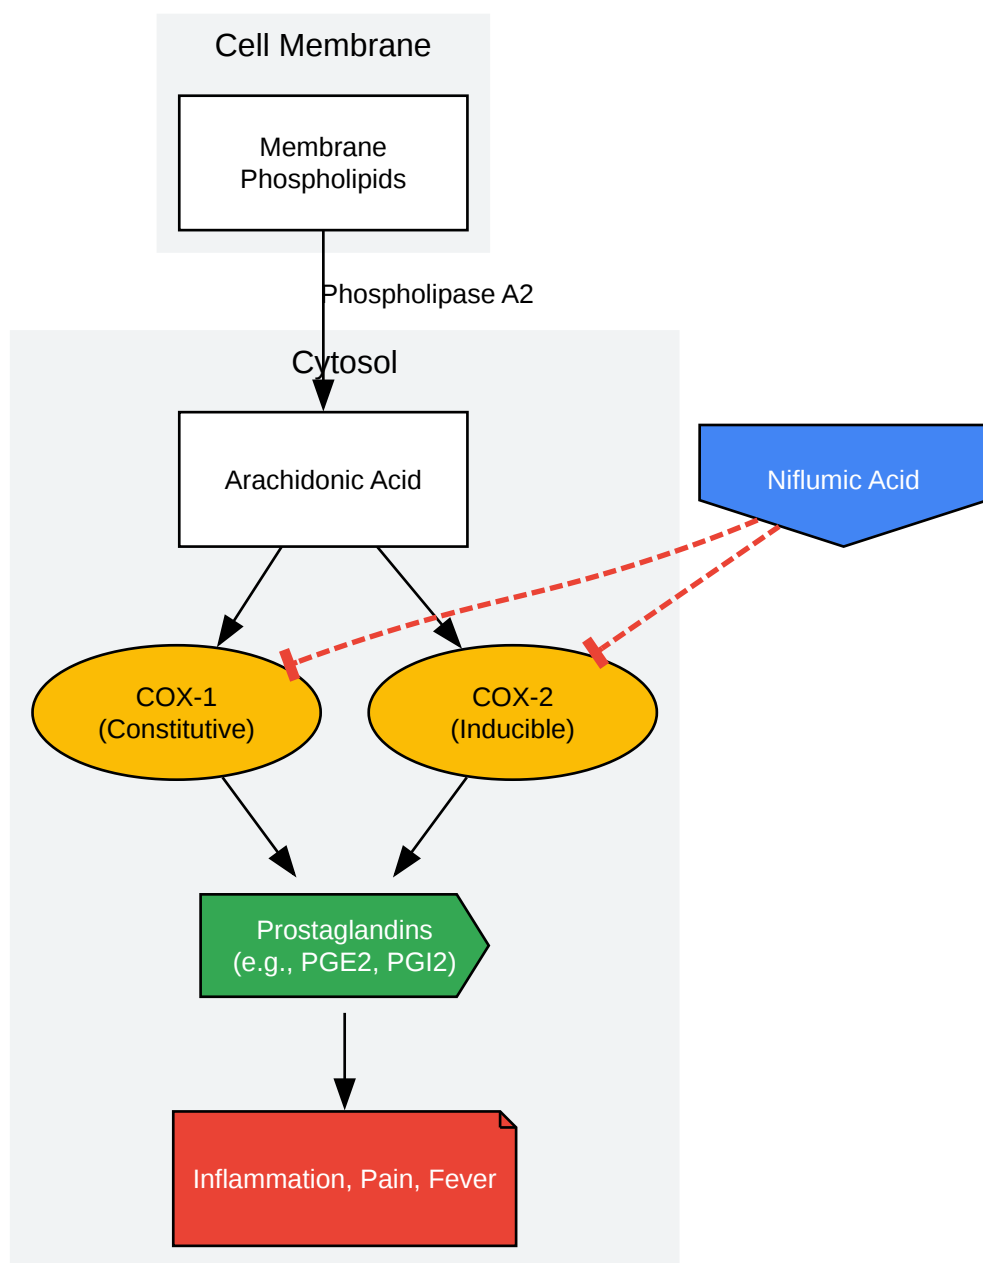 Cell Membrane
Membrane
Phospholipids
Phospholipase A2
Cytosol
Arachidonic Acid
Niflumic Acid
COX-1
(Constitutive)
COX-2
(Inducible)
Prostaglandins
(e.g., PGE2, PGI2)
Inflammation, Pain, Fever